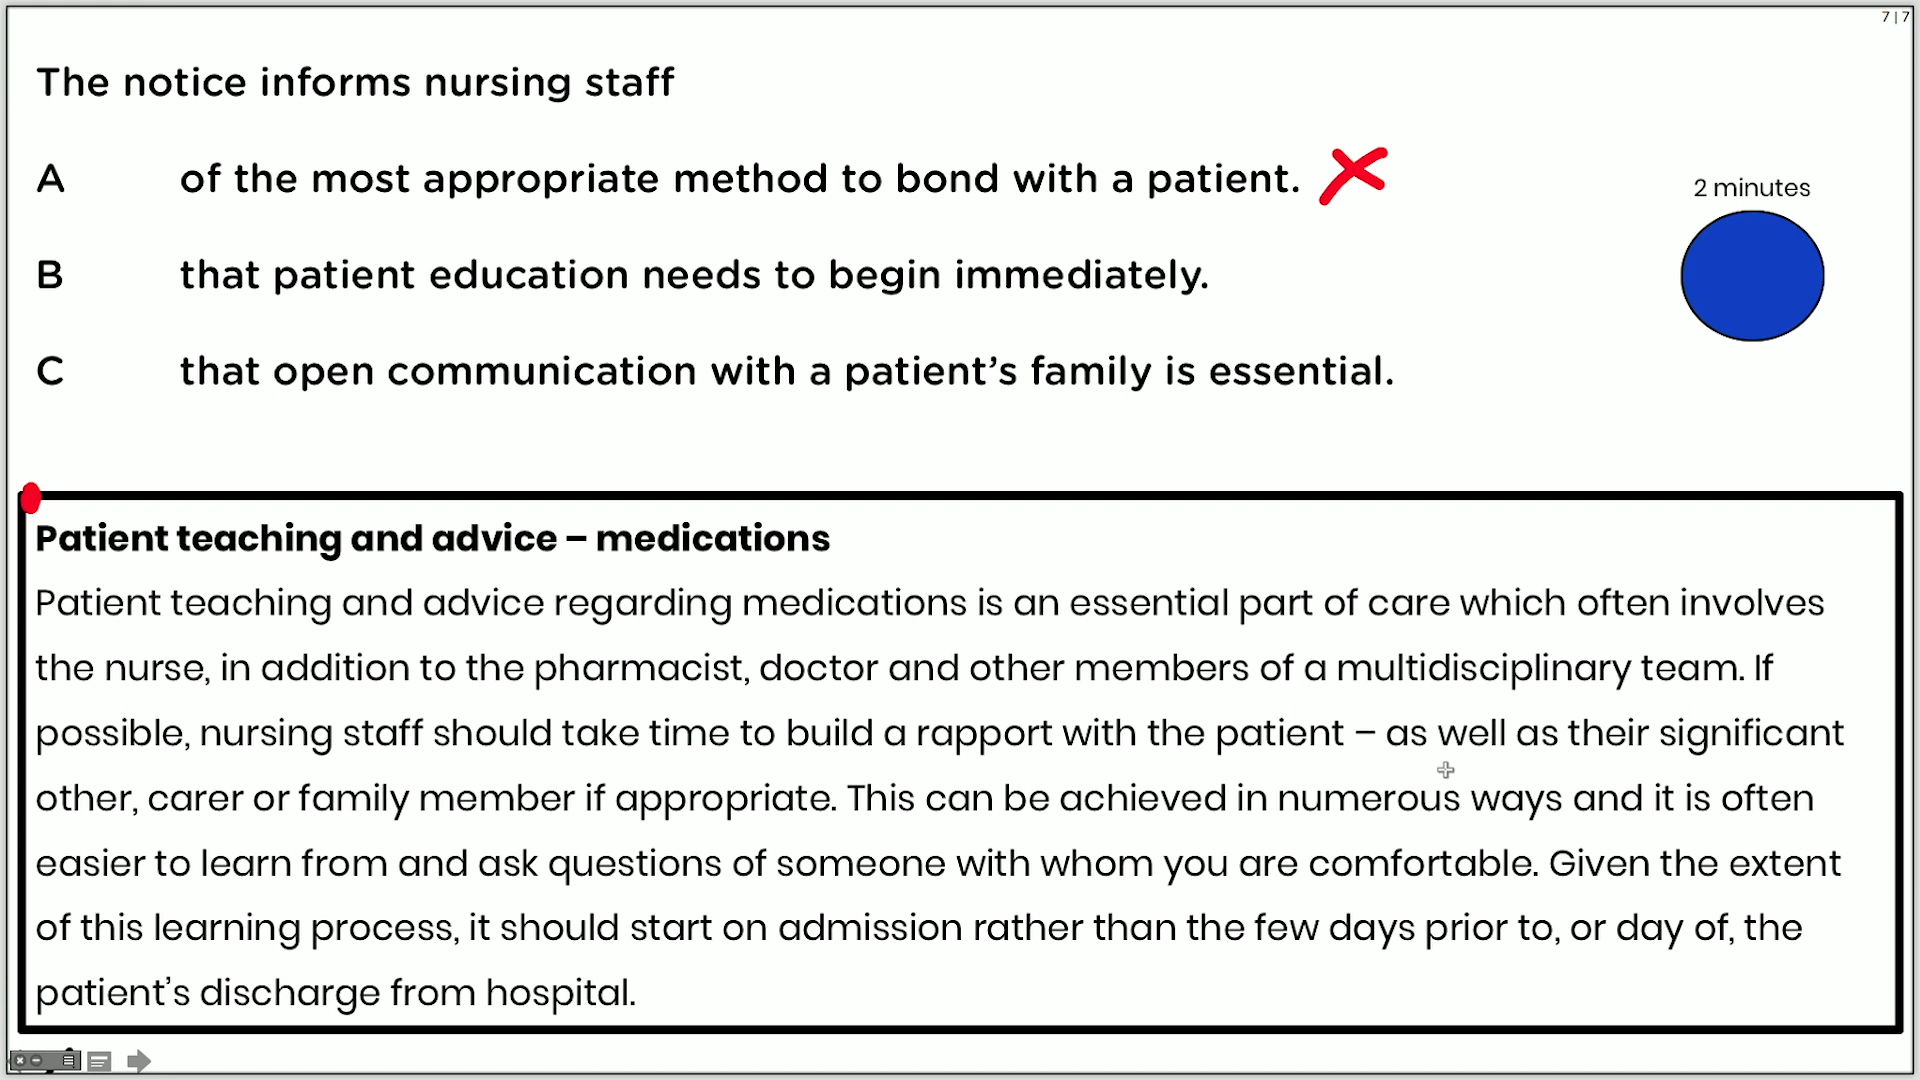 7 | 7
The notice informs nursing staff
A of the most appropriate method to bond with a patient.
2 minutes
B that patient education needs to begin immediately.
C that open communication with a patient’s family is essential.
Patient teaching and advice – medications
Patient teaching and advice regarding medications is an essential part of care which often involves
the nurse, in addition to the pharmacist, doctor and other members of a multidisciplinary team. If
possible, nursing staff should take time to build a rapport with the patient – as well as their significant
other, carer or family member if appropriate. This can be achieved in numerous ways and it is often
easier to learn from and ask questions of someone with whom you are comfortable. Given the extent
of this learning process, it should start on admission rather than the few days prior to, or day of, the
patient’s discharge from hospital.